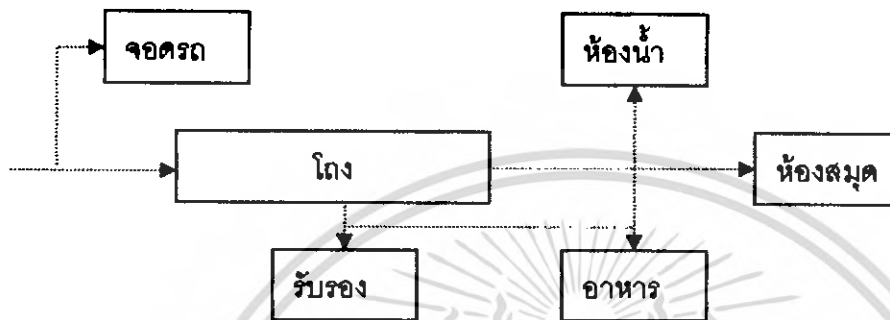 จอดรถ
ห้องน้ำ
โถง
ห้องสมุด
รับรอง
อาหาร